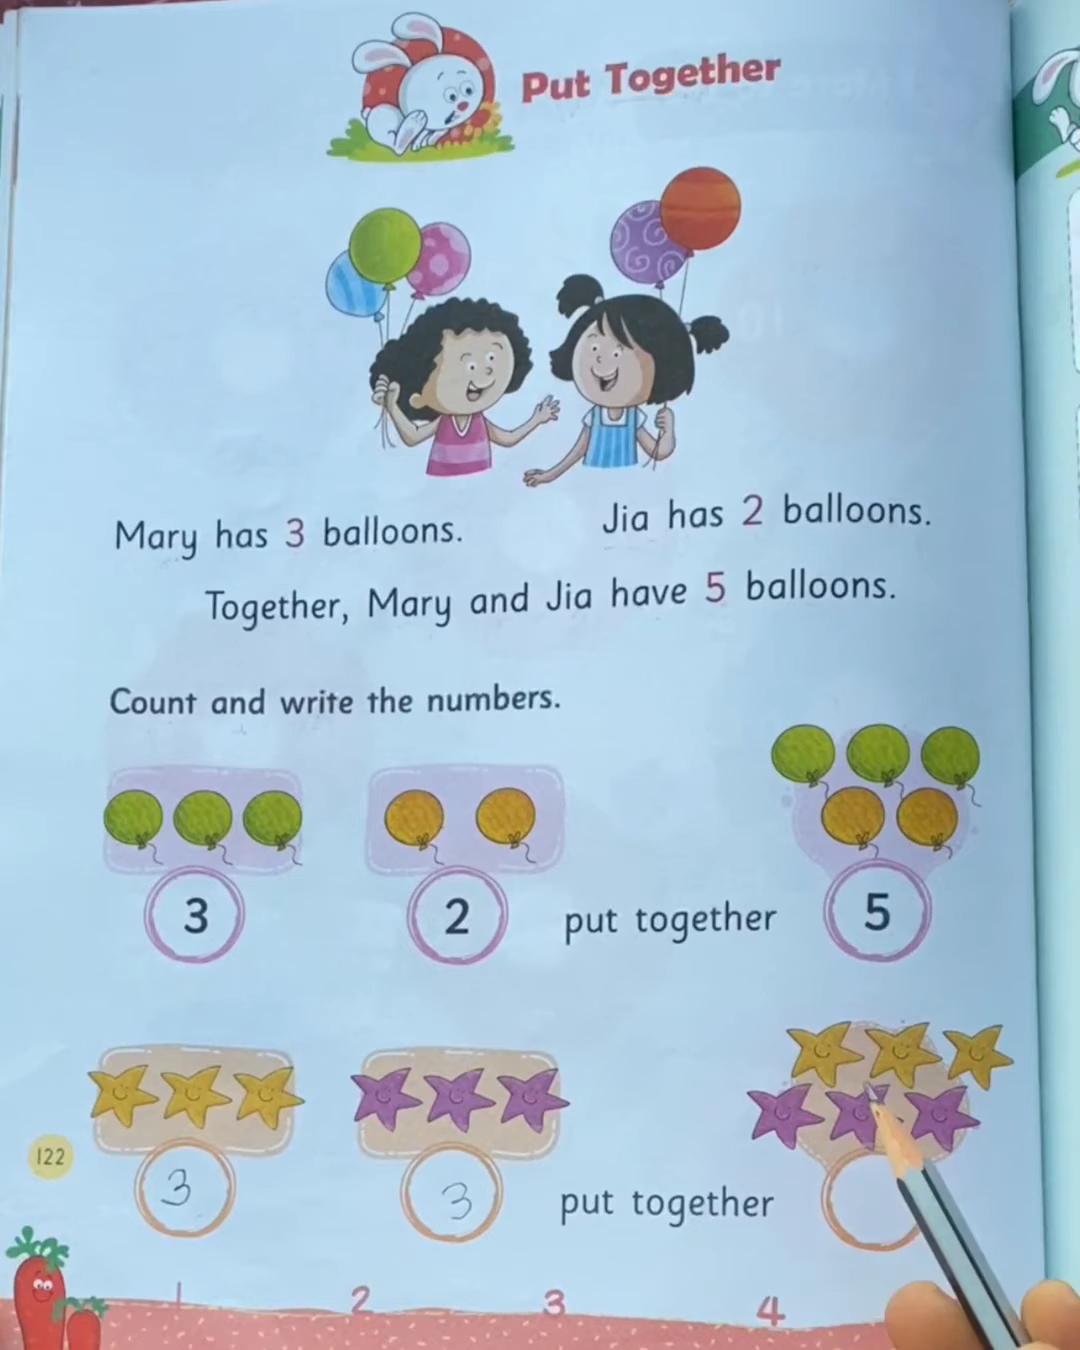 Put Together
Mary has 3 balloons.
Jia has 2 balloons.
Together, Mary and Jia have 5 balloons.
Count and write the numbers.
3 2 put together 5
3 3 put together
122
1 2 3 4